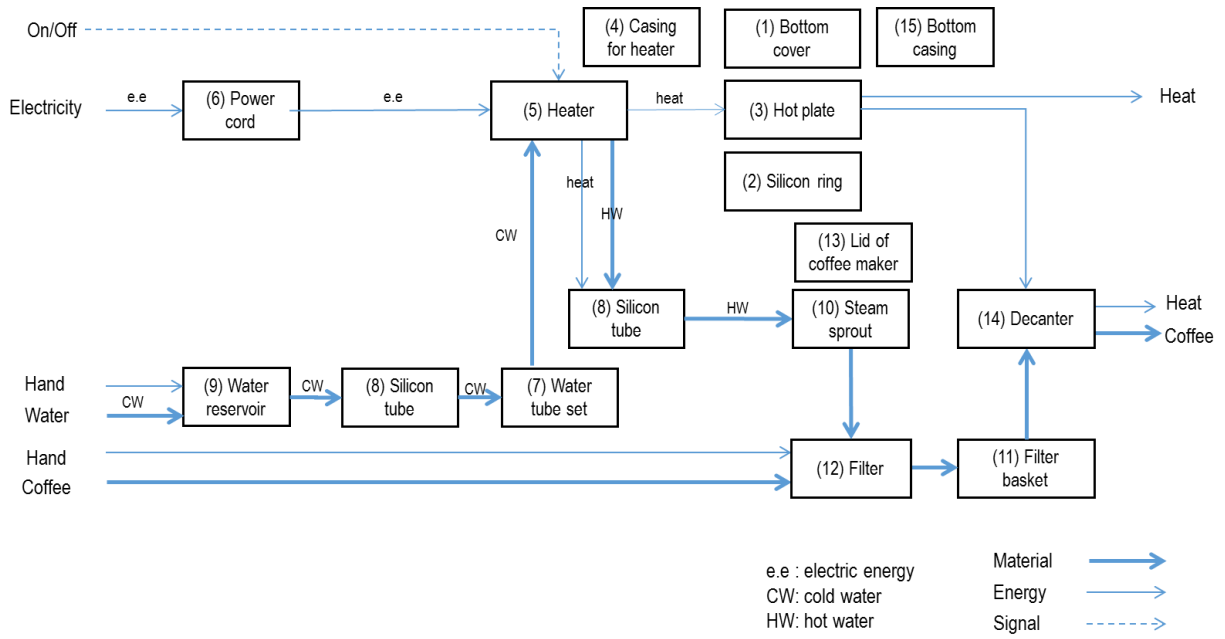 On/Off
(4) Casing
for heater
(1) Bottom
cover
(15) Bottom
casing
Electricity
e.e
(6) Power
cord
e.e
(5) Heater
heat
(3) Hot plate
Heat
heat
HW
CW
(2) Silicon ring
(13) Lid of
coffee maker
(8) Silicon
tube
HW
(10) Steam
sprout
(14) Decanter
Heat
Coffee
Hand
Water
CW
(9) Water
reservoir
CW
(8) Silicon
tube
CW
(7) Water
tube set
Hand
Coffee
(12) Filter
(11) Filter
basket
e.e : electric energy
CW: cold water
HW: hot water
Material
Energy
Signal